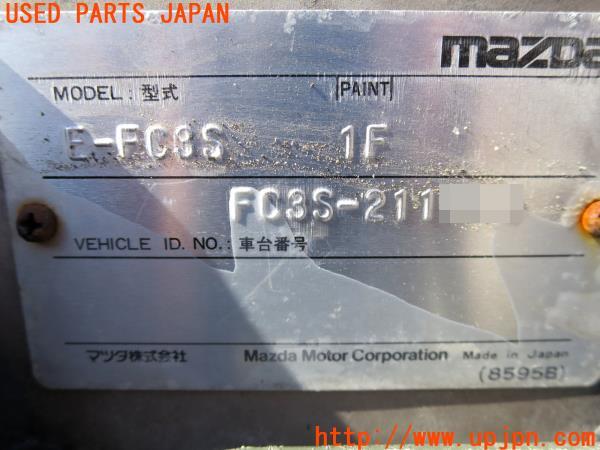 USED PARTS JAPAN
mazda
MODEL : 型式 PAINT
E-FC3S 1F
FC3S-211
VEHICLE ID. NO. : 車台番号
マツダ株式会社 Mazda Motor Corporation Made in Japan
(8595B)
U.P.J
http://www.upjpn.com